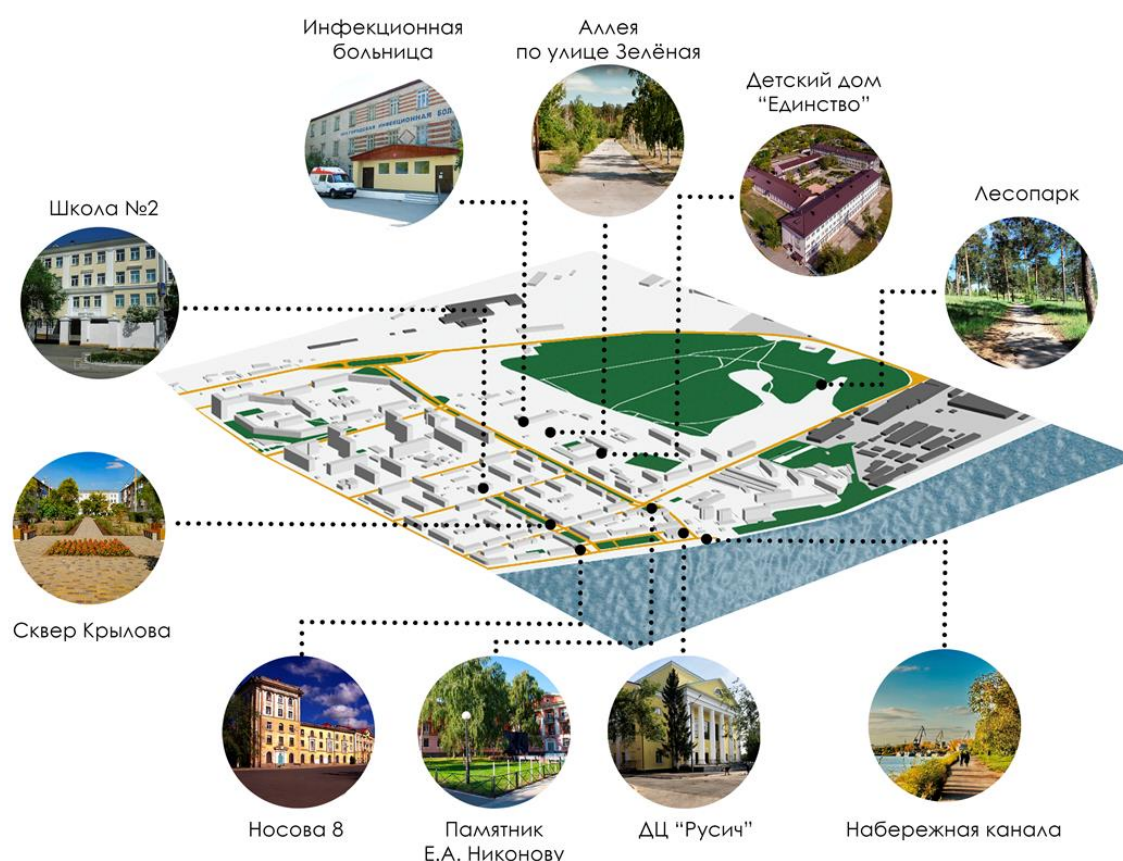 Инфекционная
больница
Аллея
по улице Зелёная
Детский дом
“Единство”
Школа №2
Лесопарк
Сквер Крылова
Носова 8
Памятник
Е.А. Никонову
ДЦ “Русич”
Набережная канала